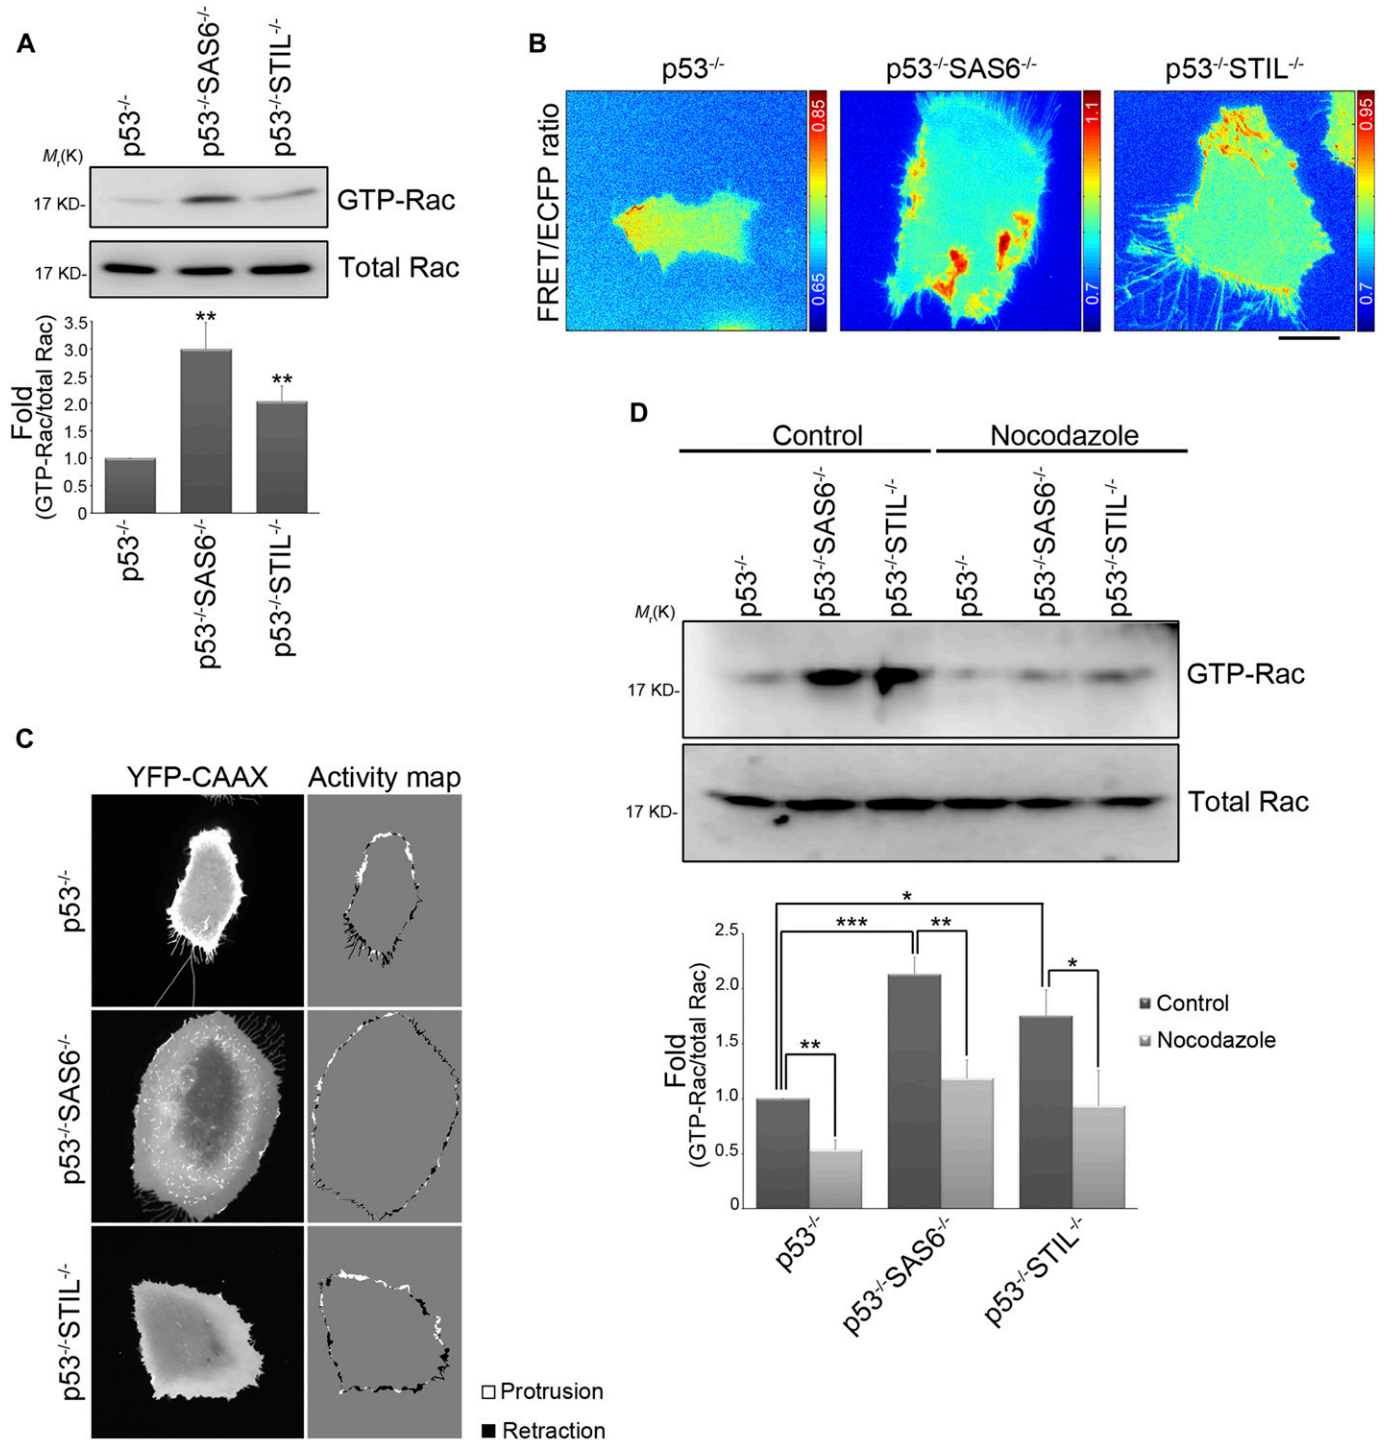 A
p53-/-
p53-/-SAS6-/-
p53-/-STIL-/-
Mr(K)
17 KD-
GTP-Rac
17 KD-
Total Rac
Fold
(GTP-Rac/total Rac)
3.5
3.0
2.5
2.0
1.5
1.0
0.5
0
**
**
p53-/-
p53-/-SAS6-/-
p53-/-STIL-/-
B
p53-/-
p53-/-SAS6-/-
p53-/-STIL-/-
FRET/ECFP ratio
0.85
0.65
1.1
0.7
0.95
0.7
C
YFP-CAAX
Activity map
p53-/-
p53-/-SAS6-/-
p53-/-STIL-/-
Protrusion
Retraction
D
Control
Nocodazole
p53-/-
p53-/-SAS6-/-
p53-/-STIL-/-
p53-/-
p53-/-SAS6-/-
p53-/-STIL-/-
Mr(K)
17 KD-
GTP-Rac
17 KD-
Total Rac
Fold
(GTP-Rac/total Rac)
2.5
2.0
1.5
1.0
0.5
0
*
***
**
*
**
Control
Nocodazole
p53-/-
p53-/-SAS6-/-
p53-/-STIL-/-